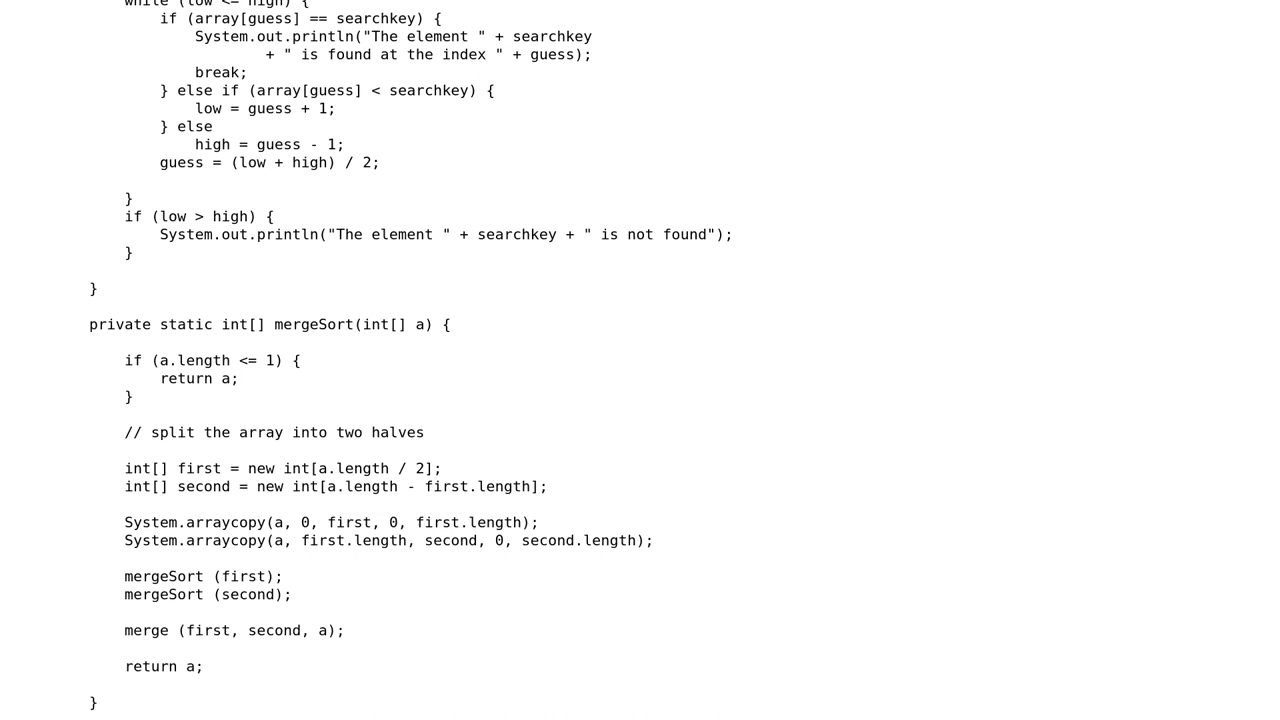 while (low <= high) {
if (array[guess] == searchkey) {
System.out.println("The element " + searchkey
+ " is found at the index " + guess);
break;
} else if (array[guess] < searchkey) {
low = guess + 1;
} else
high = guess - 1;
guess = (low + high) / 2;
}
if (low > high) {
System.out.println("The element " + searchkey + " is not found");
}
}
private static int[] mergeSort(int[] a) {
if (a.length <= 1) {
return a;
}
// split the array into two halves
int[] first = new int[a.length / 2];
int[] second = new int[a.length - first.length];
System.arraycopy(a, 0, first, 0, first.length);
System.arraycopy(a, first.length, second, 0, second.length);
mergeSort (first);
mergeSort (second);
merge (first, second, a);
return a;
}